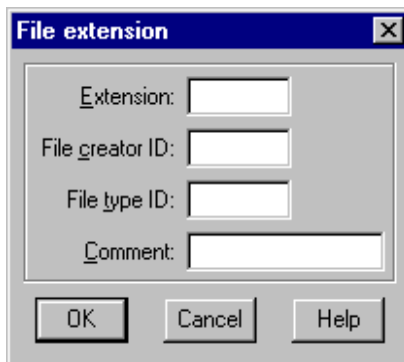 File extension
Extension:
File creator ID:
File type ID:
Comment:
OK Cancel Help